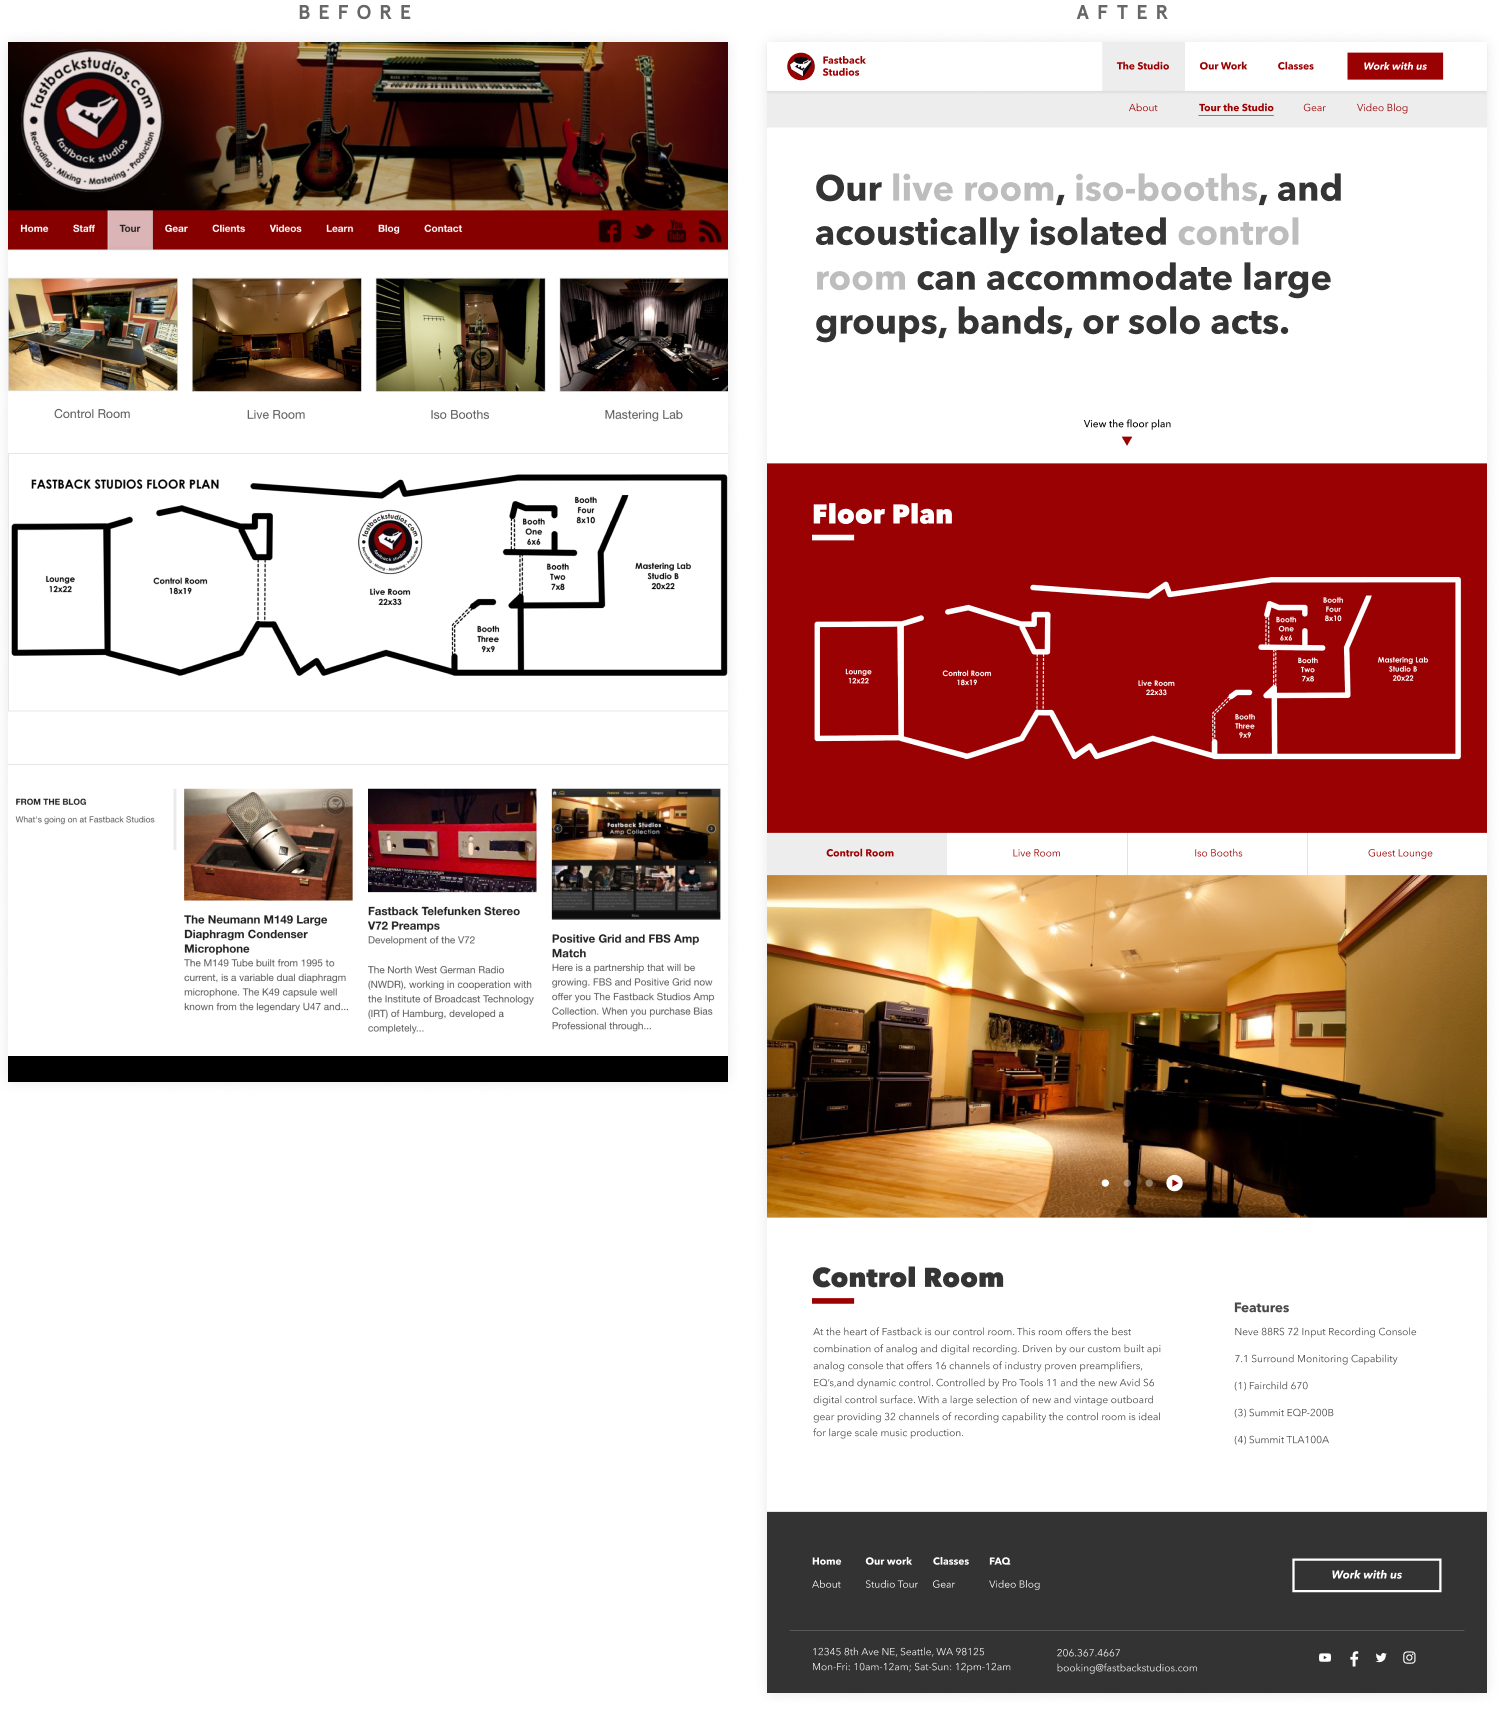 BEFORE
fastbackstudios.com
fastback studios
Recording - Mixing - Mastering - Production
Home Staff Tour Gear Clients Videos Learn Blog Contact
You
Tube
Control Room Live Room Iso Booths Mastering Lab
FASTBACK STUDIOS FLOOR PLAN
Lounge
12x22
Control Room
18x19
fastbackstudios.com
fastback studios
Live Room
22x33
Booth
One
6x6
Booth
Four
8x10
Booth
Two
7x8
Booth
Three
9x9
Mastering Lab
Studio B
20x22
FROM THE BLOG
What's going on at Fastback Studios
The Neumann M149 Large
Diaphragm Condenser
Microphone
The M149 Tube built from 1995 to
current, is a variable dual diaphragm
microphone. The K49 capsule well
known from the legendary U47 and...
Fastback Telefunken Stereo
V72 Preamps
Development of the V72
The North West German Radio
(NWDR), working in cooperation with
the Institute of Broadcast Technology
(IRT) of Hamburg, developed a
completely...
Fastback Studios
Amp Collection
Positive Grid and FBS Amp
Match
Here is a partnership that will be
growing. FBS and Positive Grid now
offer you The Fastback Studios Amp
Collection. When you purchase Bias
Professional through...
AFTER
Fastback
Studios
The Studio Our Work Classes Work with us
About Tour the Studio Gear Video Blog
Our live room, iso-booths, and
acoustically isolated control
room can accommodate large
groups, bands, or solo acts.
View the floor plan
Floor Plan
Lounge
12x22
Control Room
18x19
Live Room
22x33
Booth
One
6x6
Booth
Four
8x10
Booth
Two
7x8
Booth
Three
9x9
Mastering Lab
Studio B
20x22
Control Room Live Room Iso Booths Guest Lounge
Control Room
At the heart of Fastback is our control room. This room offers the best
combination of analog and digital recording. Driven by our custom built api
analog console that offers 16 channels of industry proven preamplifiers,
EQ's,and dynamic control. Controlled by Pro Tools 11 and the new Avid S6
digital control surface. With a large selection of new and vintage outboard
gear providing 32 channels of recording capability the control room is ideal
for large scale music production.
Features
Neve 88RS 72 Input Recording Console
7.1 Surround Monitoring Capability
(1) Fairchild 670
(3) Summit EQP-200B
(4) Summit TLA100A
Home Our work Classes FAQ
About Studio Tour Gear Video Blog
Work with us
12345 8th Ave NE, Seattle, WA 98125
Mon-Fri: 10am-12am; Sat-Sun: 12pm-12am
206.367.4667
booking@fastbackstudios.com